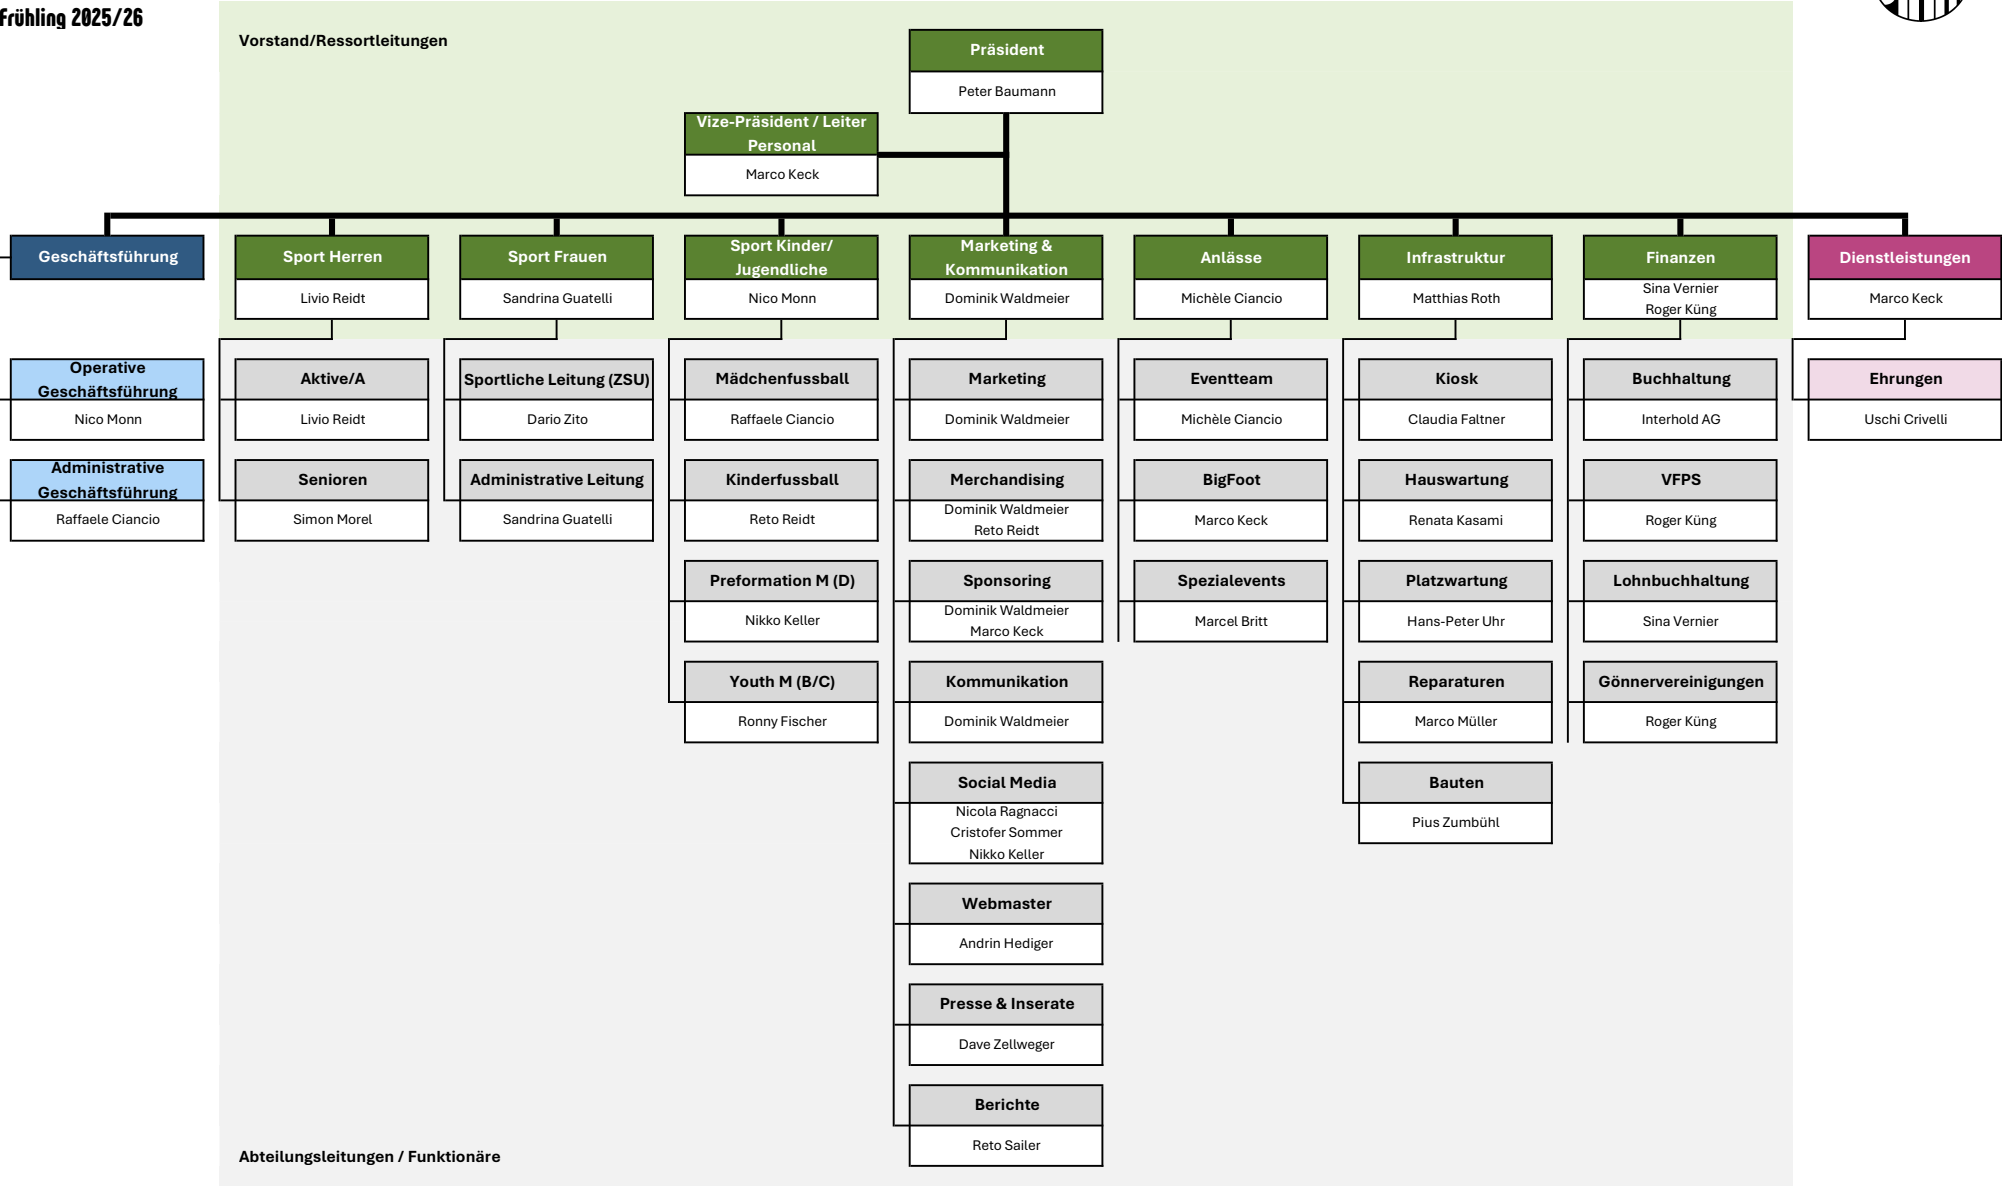 Frühling 2025/26
Vorstand/Ressortleitungen
Präsident
Peter Baumann
Vize-Präsident / Leiter
Personal
Marco Keck
Geschäftsführung
Sport Herren
Livio Reidt
Sport Frauen
Sandrina Guatelli
Sport Kinder/
Jugendliche
Nico Monn
Marketing &
Kommunikation
Dominik Waldmeier
Anlässe
Michèle Ciancio
Infrastruktur
Matthias Roth
Finanzen
Sina Vernier
Roger Küng
Dienstleistungen
Marco Keck
Operative
Geschäftsführung
Nico Monn
Administrative
Geschäftsführung
Raffaele Ciancio
Aktive/A
Livio Reidt
Senioren
Simon Morel
Sportliche Leitung (ZSU)
Dario Zito
Administrative Leitung
Sandrina Guatelli
Mädchenfussball
Raffaele Ciancio
Kinderfussball
Reto Reidt
Preformation M (D)
Nikko Keller
Youth M (B/C)
Ronny Fischer
Marketing
Dominik Waldmeier
Merchandising
Dominik Waldmeier
Reto Reidt
Sponsoring
Dominik Waldmeier
Marco Keck
Kommunikation
Dominik Waldmeier
Social Media
Nicola Ragnacci
Cristofer Sommer
Nikko Keller
Webmaster
Andrin Hediger
Presse & Inserate
Dave Zellweger
Berichte
Reto Sailer
Eventteam
Michèle Ciancio
BigFoot
Marco Keck
Spezialevents
Marcel Britt
Kiosk
Claudia Faltner
Hauswartung
Renata Kasami
Platzwartung
Hans-Peter Uhr
Reparaturen
Marco Müller
Bauten
Pius Zumbühl
Buchhaltung
Interhold AG
VFPS
Roger Küng
Lohnbuchhaltung
Sina Vernier
Gönnervereinigungen
Roger Küng
Ehrungen
Uschi Crivelli
Abteilungsleitungen / Funktionäre